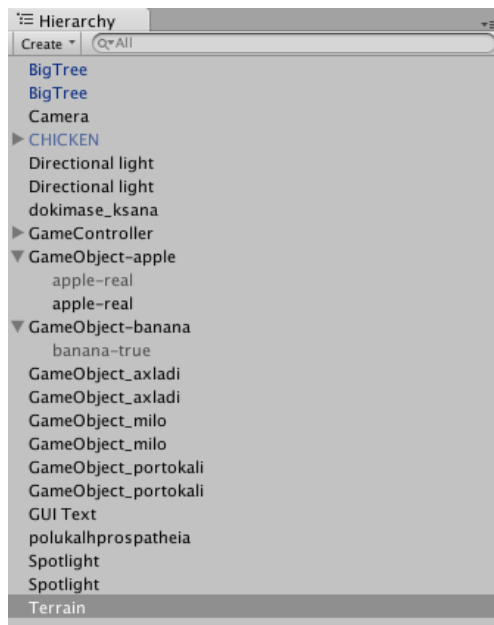 Hierarchy
Create All
BigTree
BigTree
Camera
CHICKEN
Directional light
Directional light
dokimase_ksana
GameController
GameObject-apple
apple-real
apple-real
GameObject-banana
banana-true
GameObject_axladi
GameObject_axladi
GameObject_milo
GameObject_milo
GameObject_portokali
GameObject_portokali
GUI Text
polukalhprospatheia
Spotlight
Spotlight
Terrain